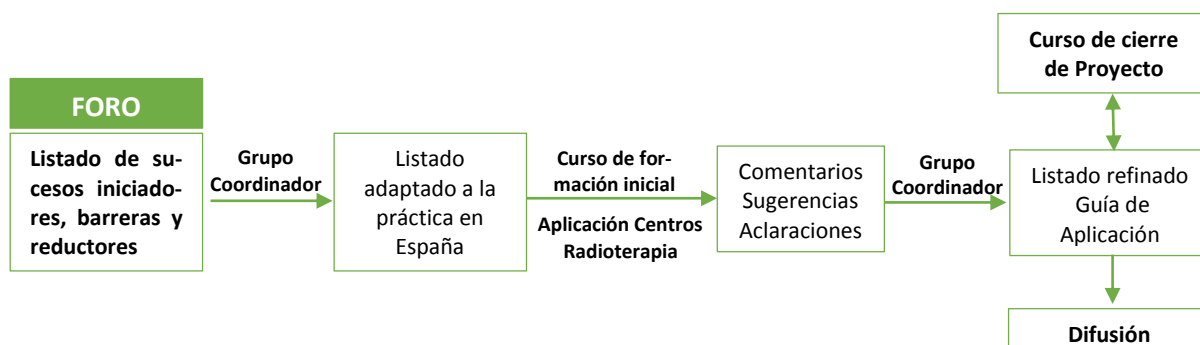 FORO
Listado de su-
cesos iniciado-
res, barreras y
reductores
Grupo
Coordinador
Listado
adaptado a la
práctica en
España
Curso de for-
mación inicial
Aplicación Centros
Radioterapia
Comentarios
Sugerencias
Aclaraciones
Grupo
Coordinador
Curso de cierre
de Proyecto
Listado refinado
Guía de
Aplicación
Difusión